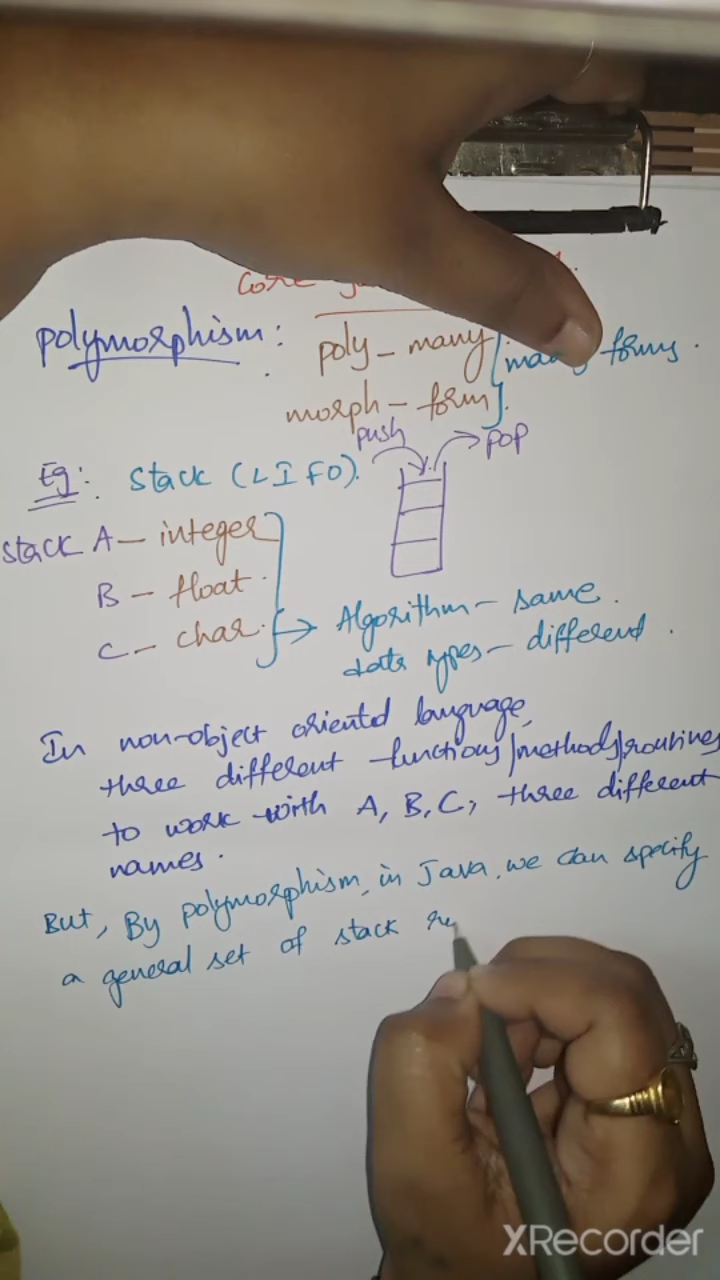 Core
polymorphism: poly - many
morph - form
many forms.
push
pop
Eg: Stack (LIFO).
Stack A - integer
B - float
C - char.
Algorithm - same.
data types - different.
In non-object oriented language,
three different functions/methods/routines
to work with A, B, C, three different
names.
But, By polymorphism, in Java, we can specify
a general set of stack
XRecorder